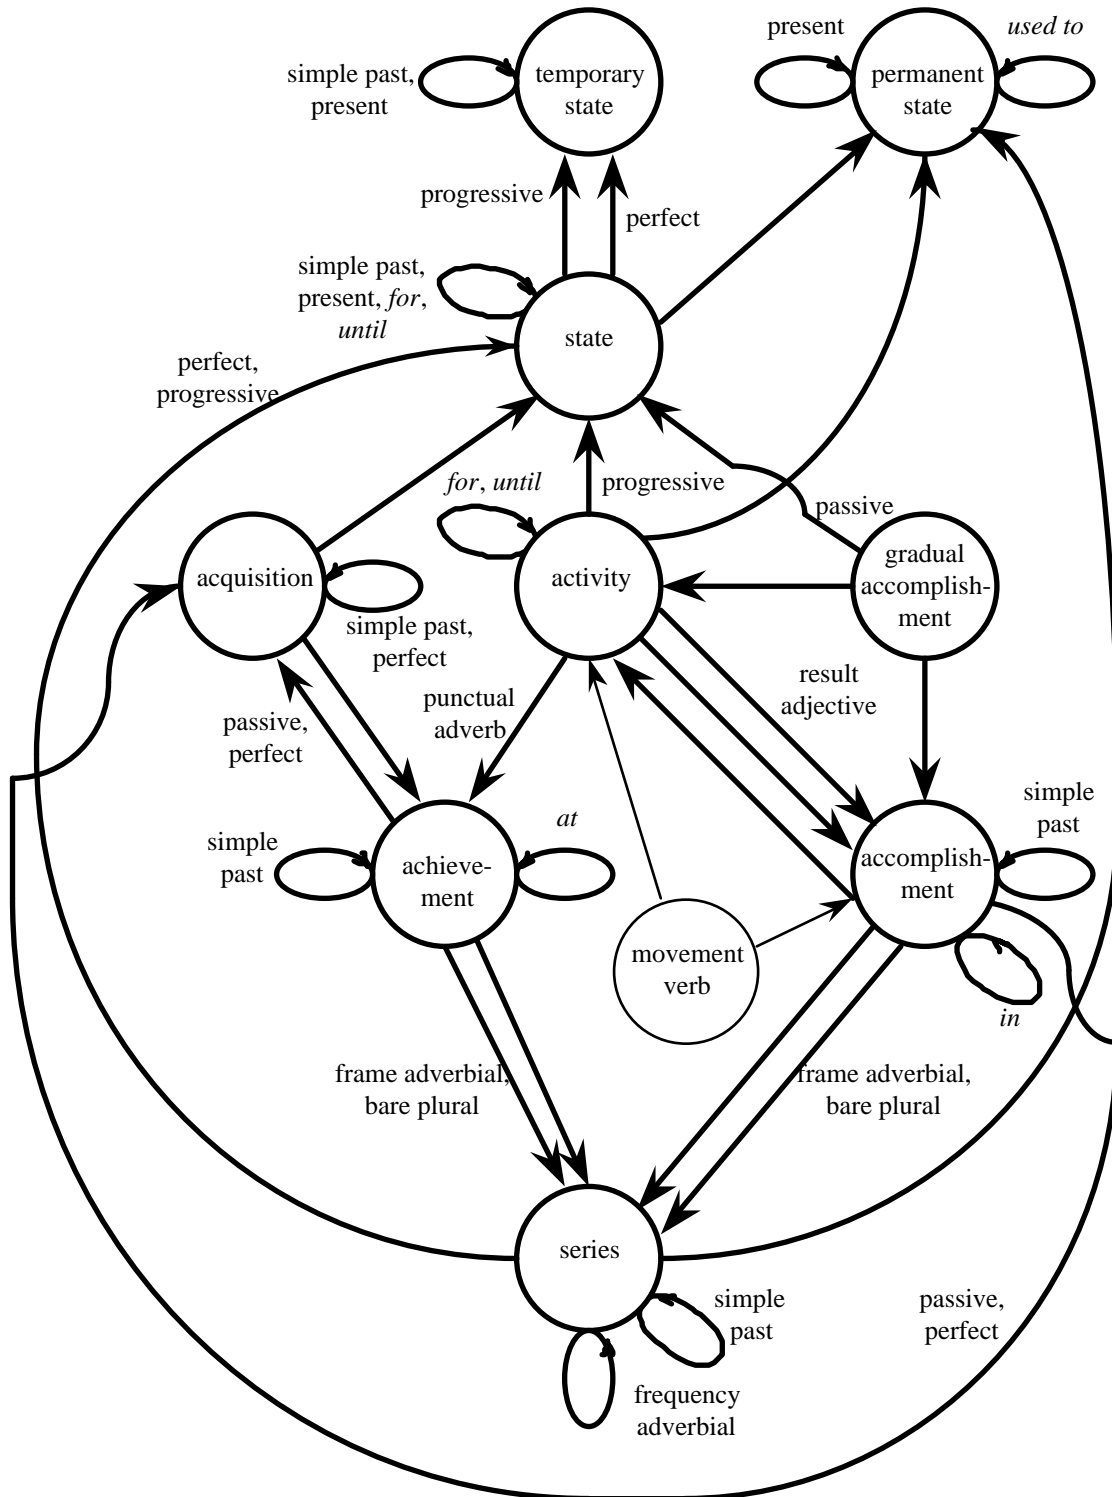 present
used to
simple past,
present
temporary
state
permanent
state
progressive
perfect
simple past,
present, for,
until
state
perfect,
progressive
for, until
progressive
passive
acquisition
activity
gradual
accomplish-
ment
simple past,
perfect
passive,
perfect
punctual
adverb
result
adjective
simple
past
at
simple
past
achieve-
ment
accomplish-
ment
movement
verb
in
frame adverbial,
bare plural
frame adverbial,
bare plural
series
simple
past
passive,
perfect
frequency
adverbial